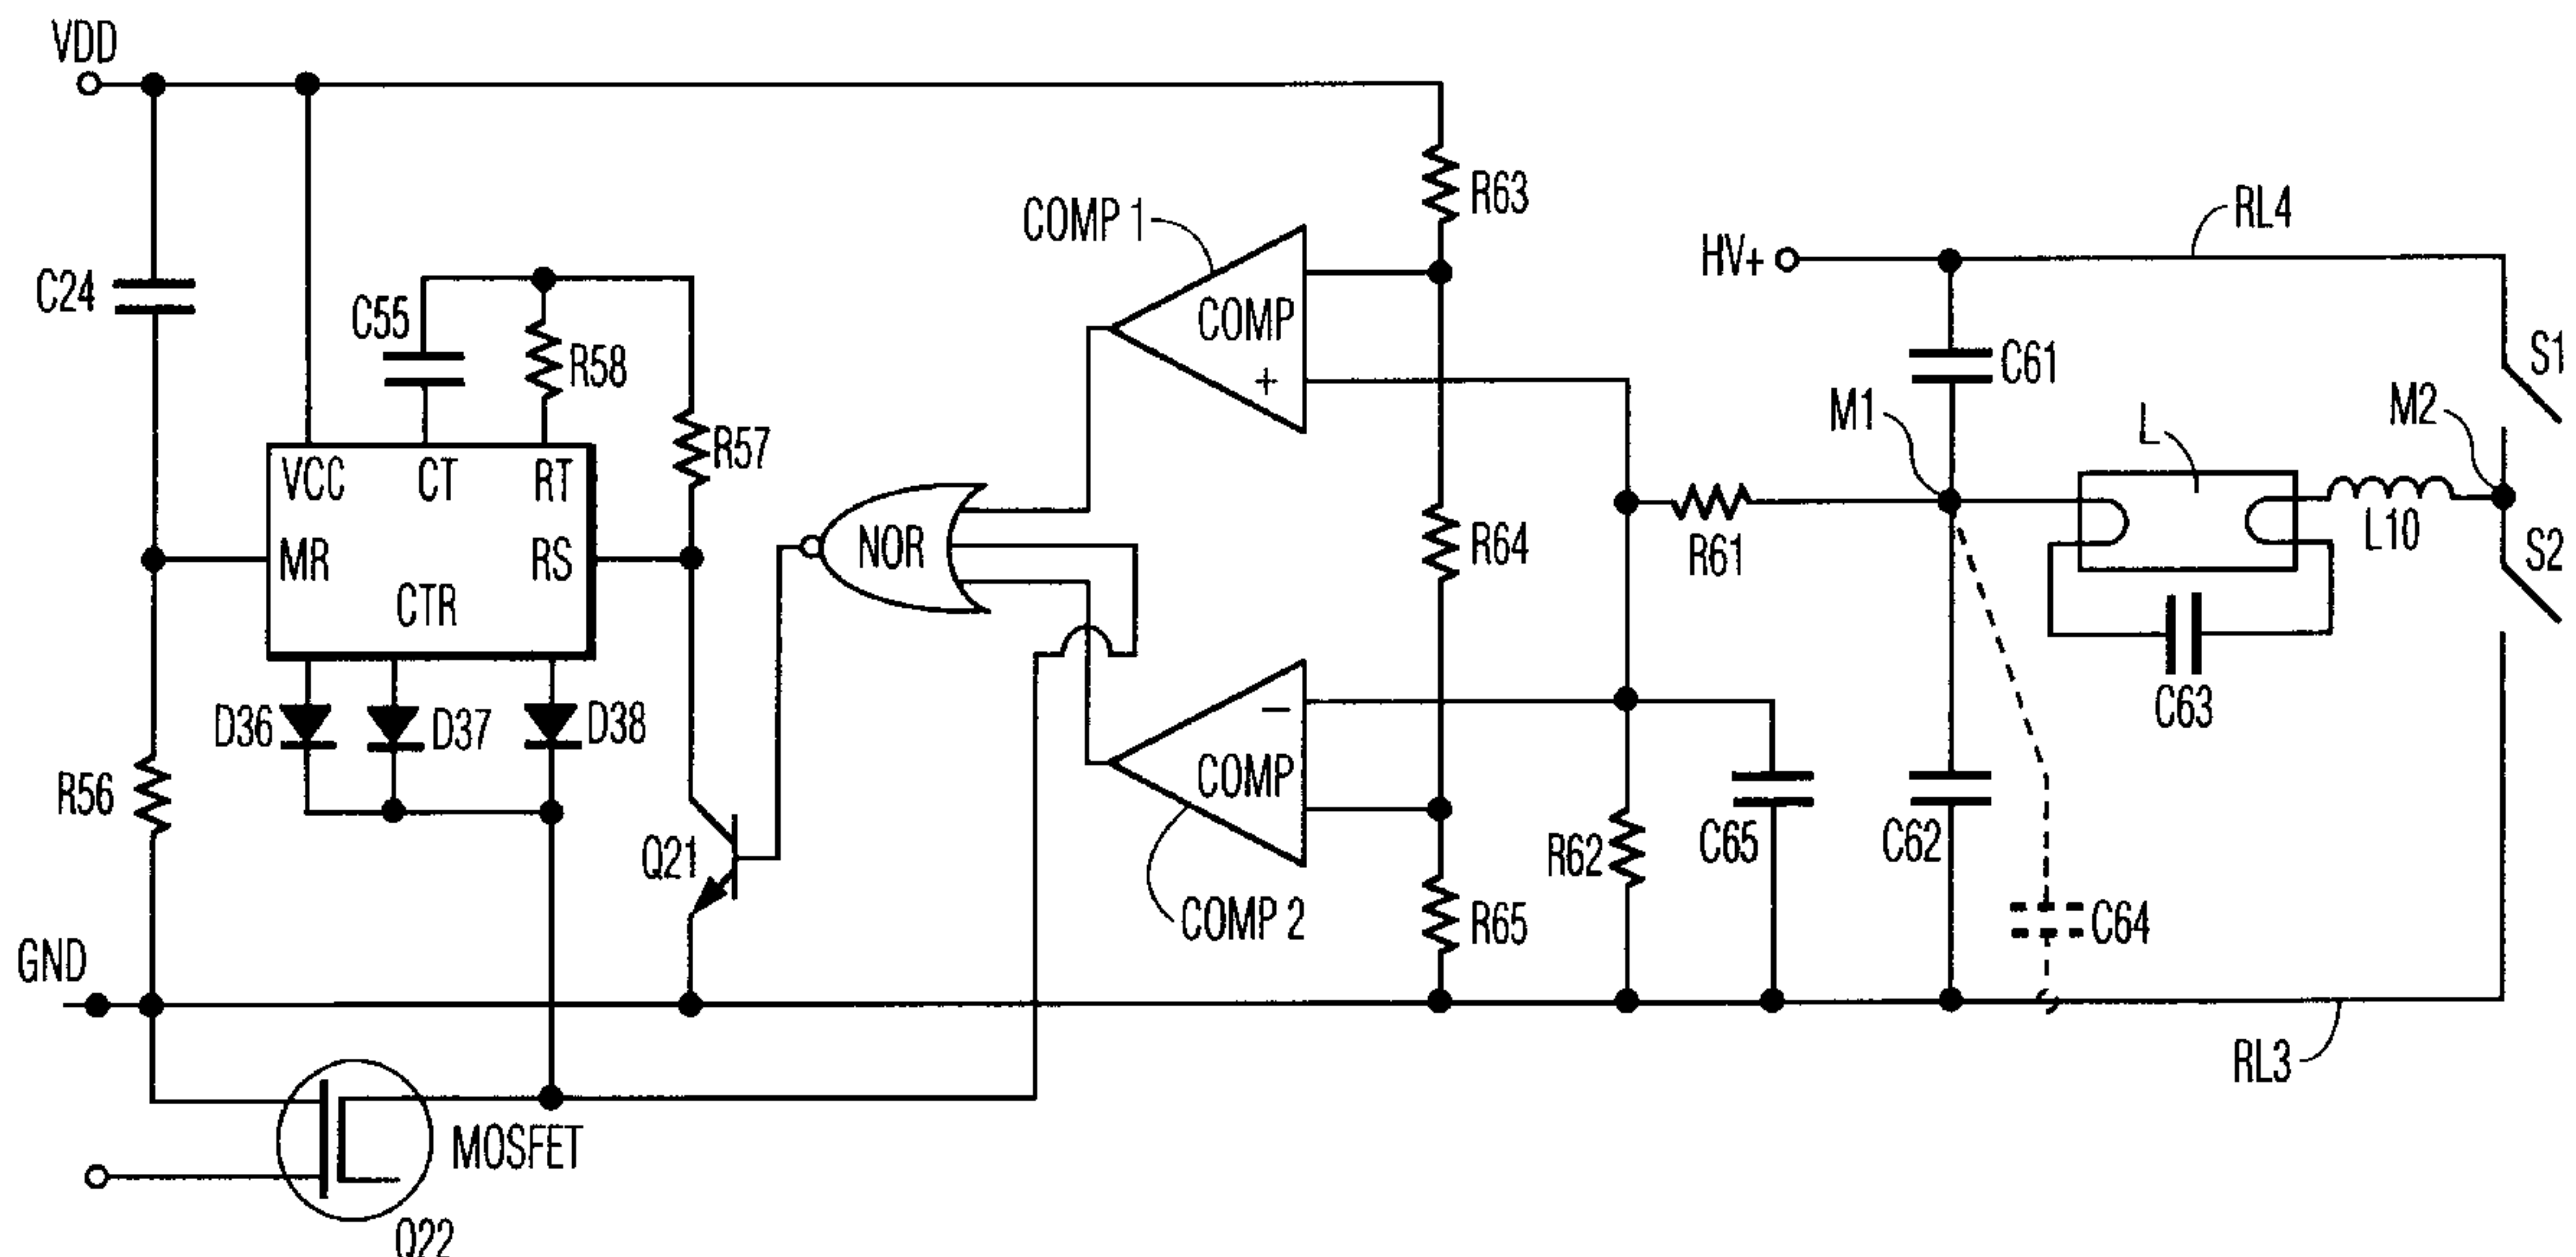 VDD
C24
C55
R58
R57
VCC CT RT
MR RS
CTR
D36 D37 D38
R56
Q21
GND
MOSFET
Q22
NOR
COMP 1
COMP
+
−
COMP
COMP 2
R63
R64
R65
R61
R62
C65
HV+
RL4
C61
M1
L
M2
S1
S2
L10
C63
C62
C64
RL3